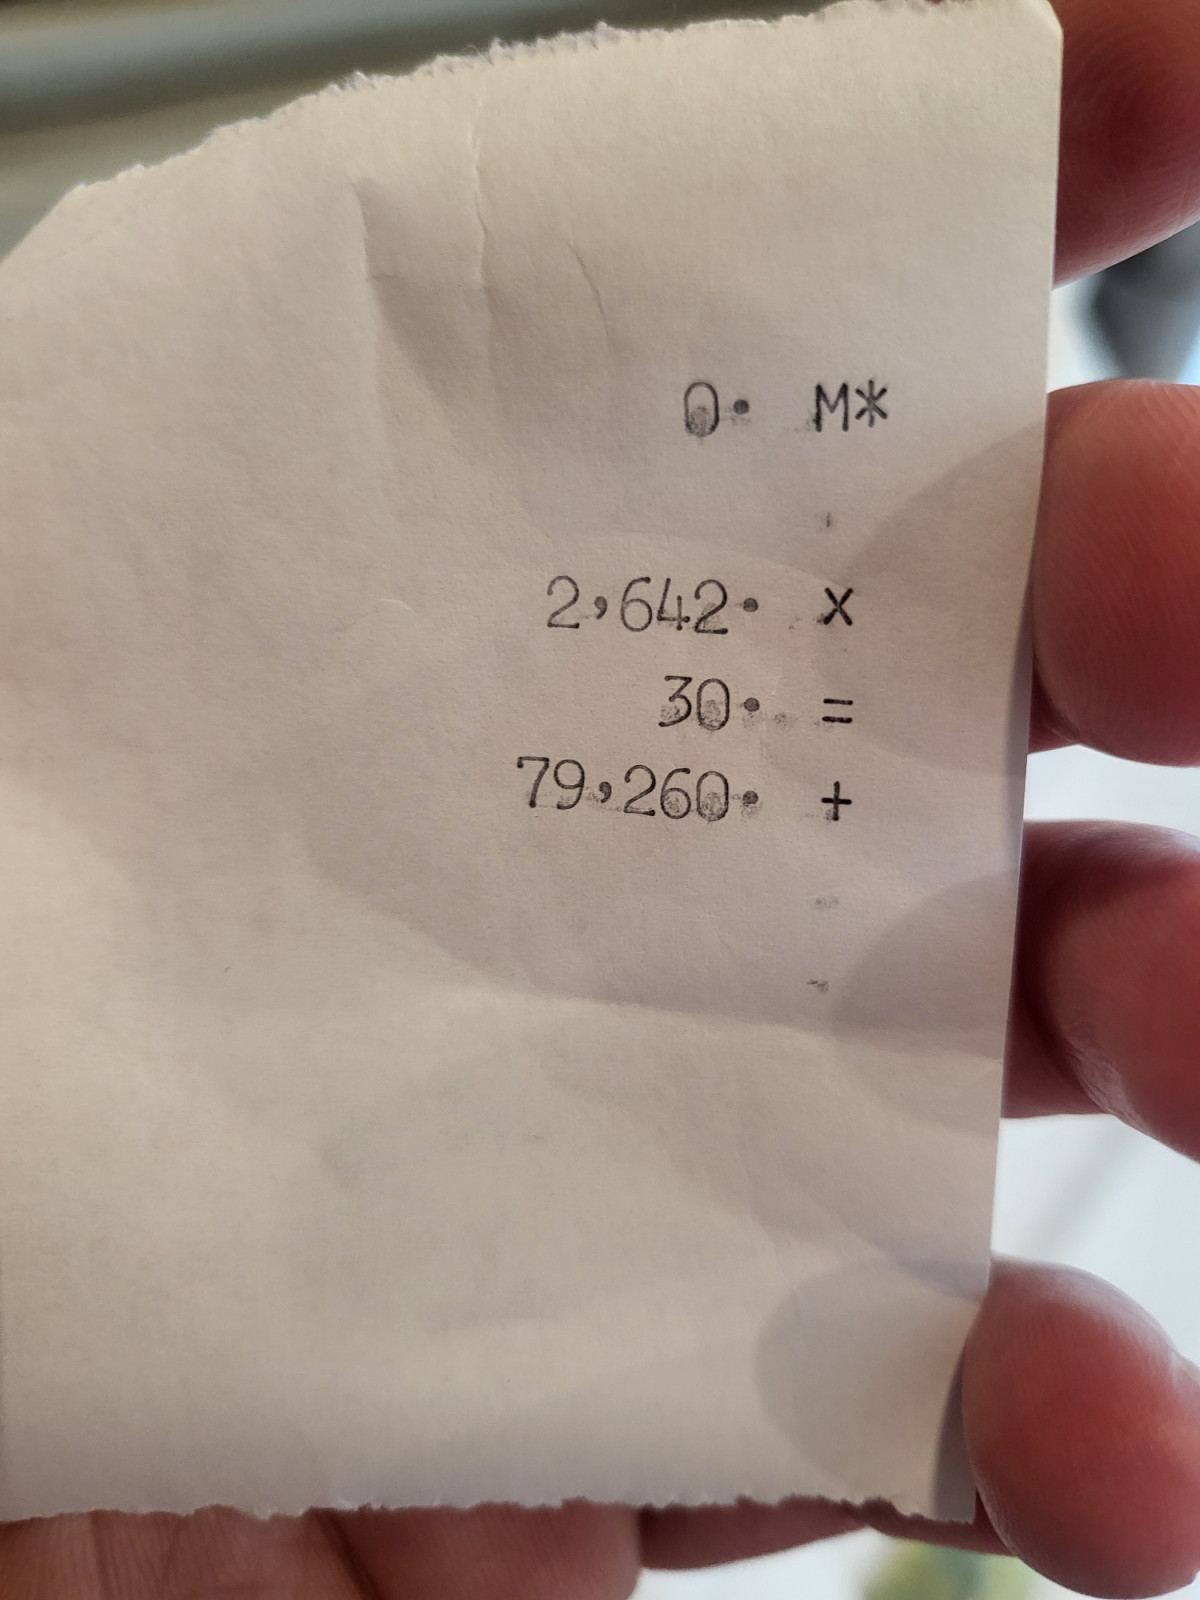 0. M*
2,642. x
30. =
79,260. +